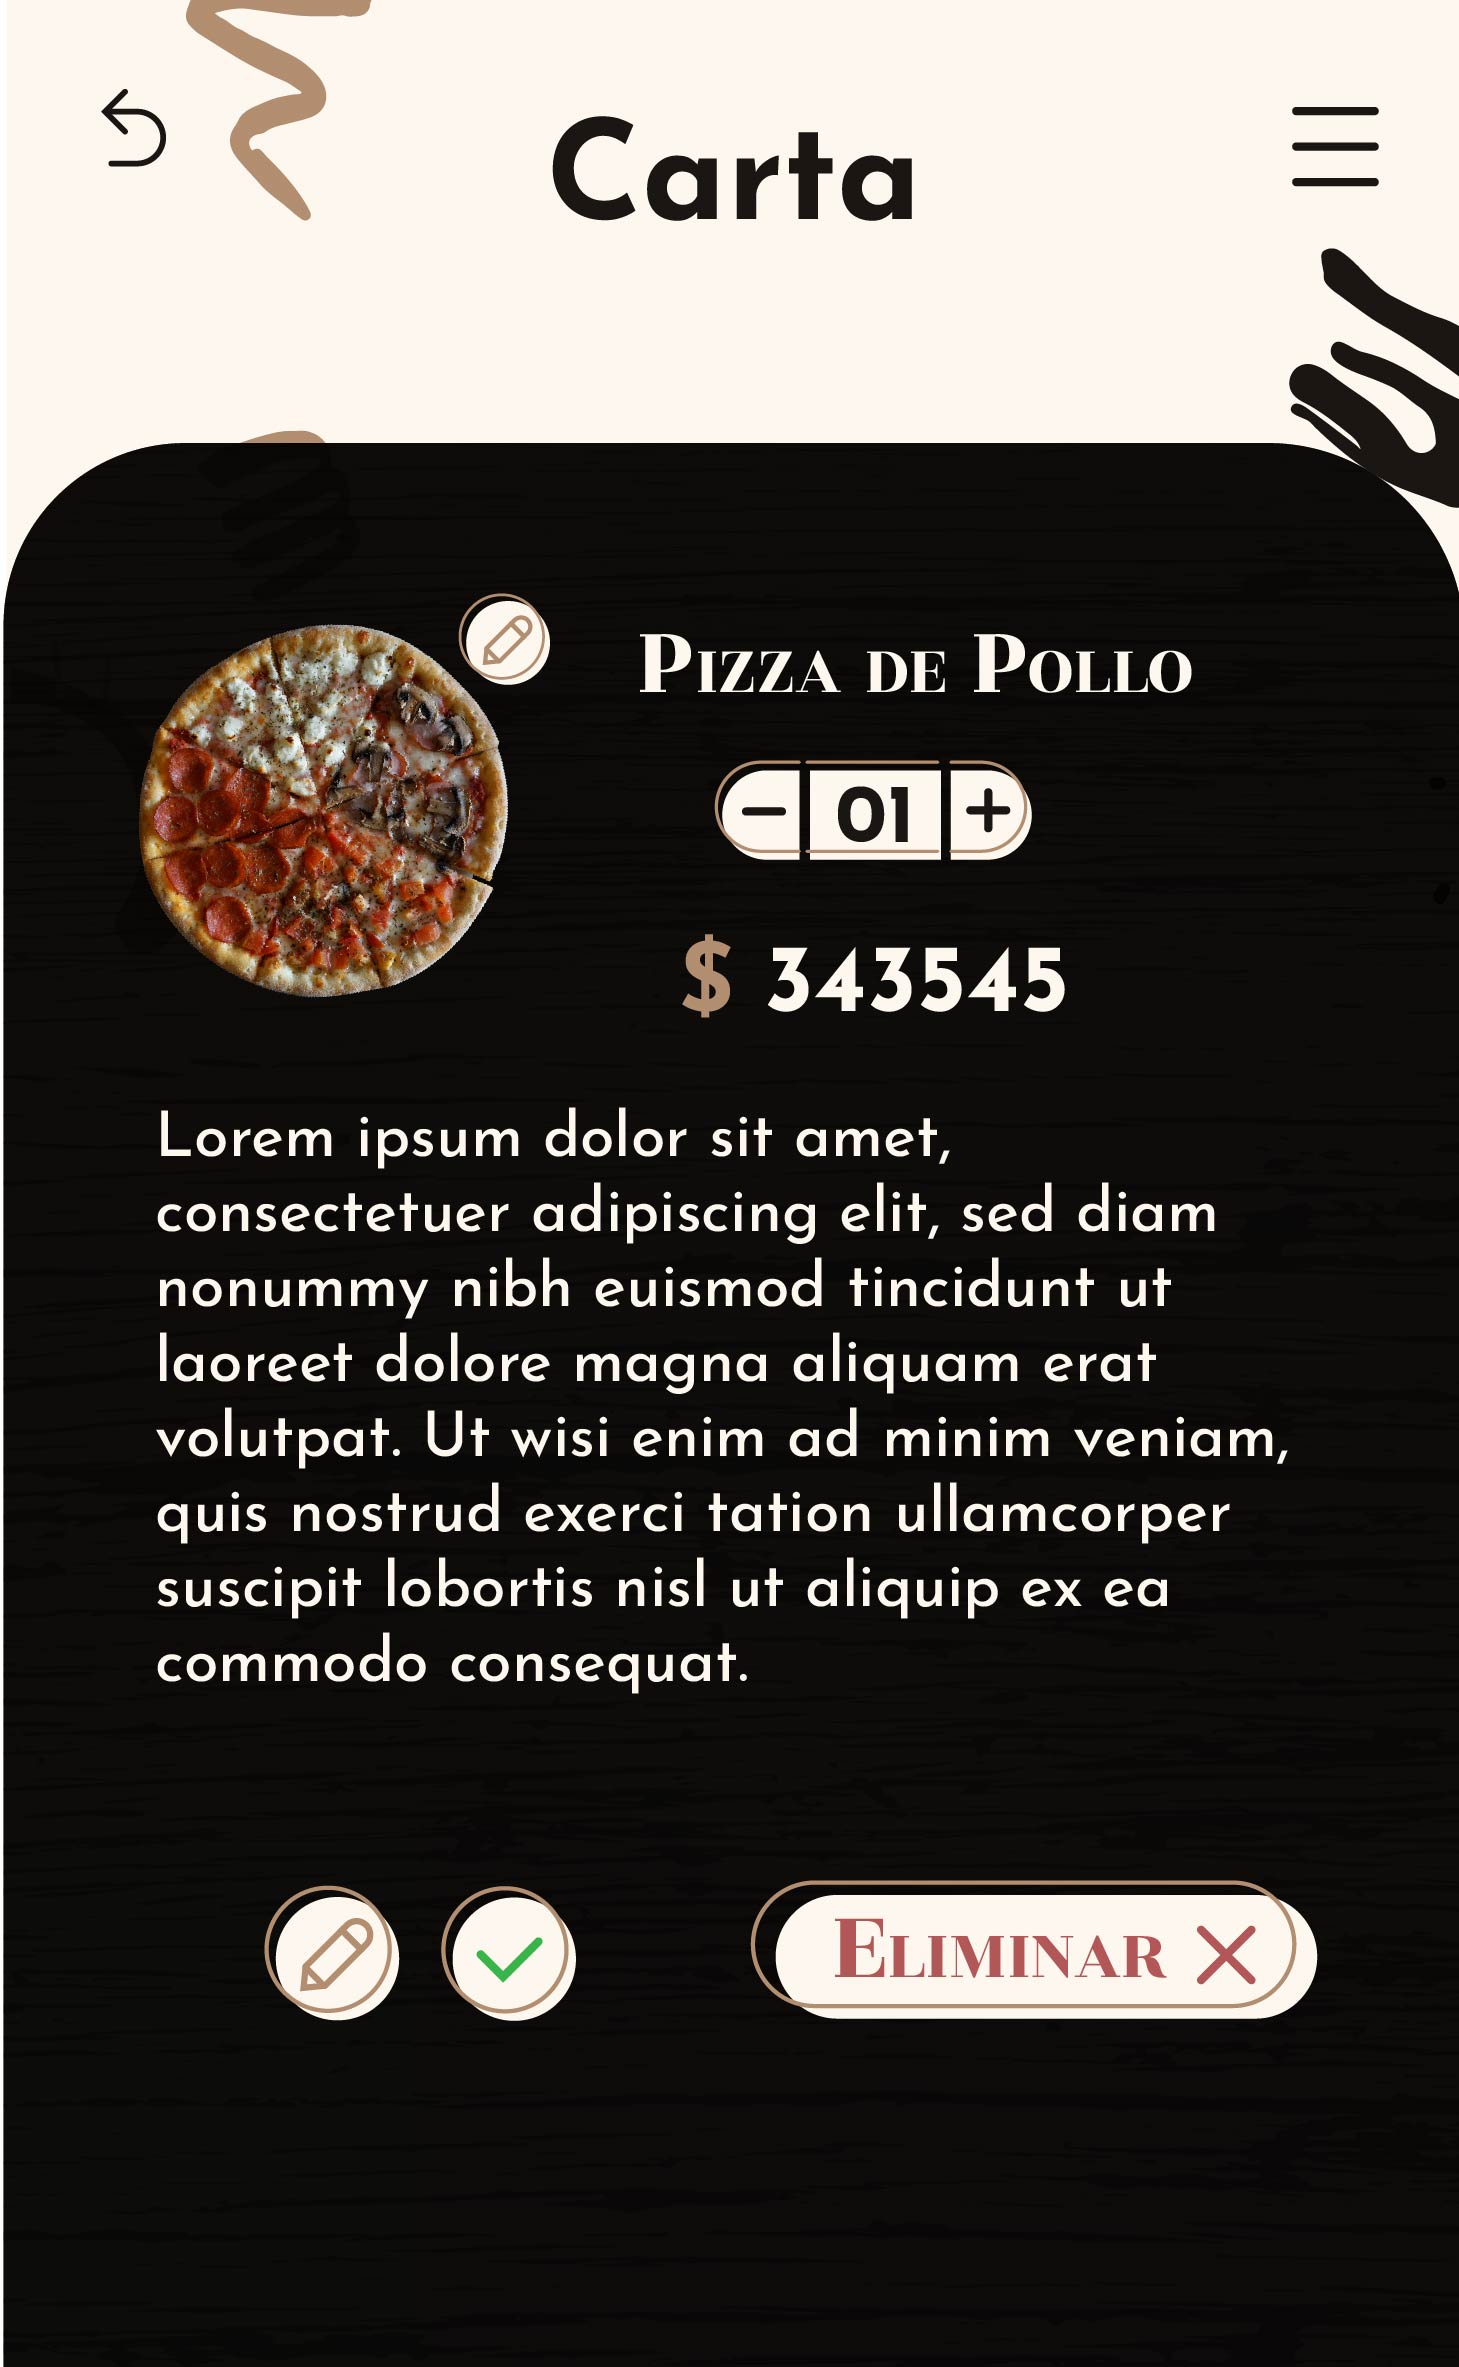 Carta
Pizza de Pollo
− 01 +
$ 343545
Lorem ipsum dolor sit amet,
consectetuer adipiscing elit, sed diam
nonummy nibh euismod tincidunt ut
laoreet dolore magna aliquam erat
volutpat. Ut wisi enim ad minim veniam,
quis nostrud exerci tation ullamcorper
suscipit lobortis nisl ut aliquip ex ea
commodo consequat.
Eliminar